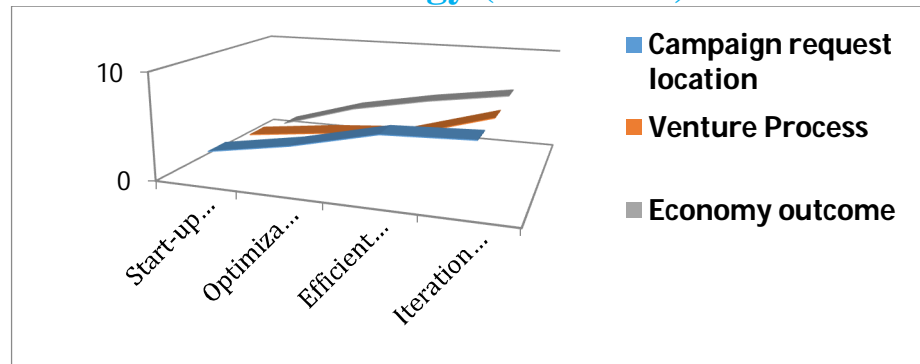 10
0
Start-up...
Optimiza...
Efficient...
Iteration...
Campaign request
location
Venture Process
Economy outcome